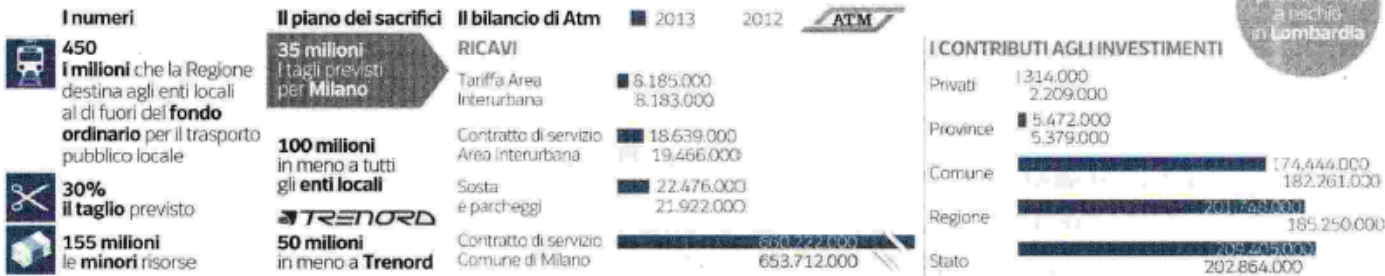 I numeri
450
i milioni che la Regione
destina agli enti locali
al di fuori del fondo
ordinario per il trasporto
pubblico locale
30%
il taglio previsto
155 milioni
le minori risorse
Il piano dei sacrifici
35 milioni
I tagli previsti
per Milano
100 milioni
in meno a tutti
gli enti locali
TRENORD
50 milioni
in meno a Trenord
Il bilancio di Atm
2013
2012
ATM
RICAVI
Tariffa Area
Interurbana
8.185.000
8.183.000
Contratto di servizio
Area Interurbana
18.639.000
19.466.000
Sosta
e parcheggi
22.476.000
21.922.000
Contratto di servizio
Comune di Milano
653.712.000
a rischio
in Lombardia
I CONTRIBUTI AGLI INVESTIMENTI
Privati
314.000
2.209.000
Province
5.472.000
5.379.000
Comune
174.444.000
182.261.000
Regione
185.250.000
Stato
209.405.000
202.864.000